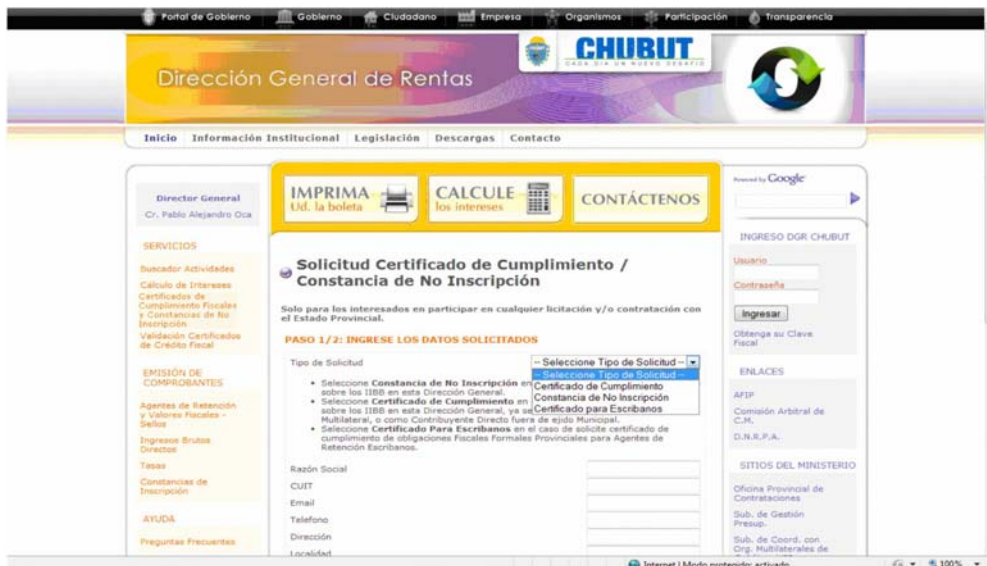 Portal de Gobierno Gobierno Ciudadano Empresa Organismos Participación Transparencia
Dirección General de Rentas
CHUBUT
CADA DIA UN NUEVO DESAFIO
Inicio Información Institucional Legislación Descargas Contacto
Director General
Cr. Pablo Alejandro Oca
SERVICIOS
Buscador Actividades
Cálculo de Intereses
Certificados de
Cumplimiento Fiscales
y Constancias de No
Inscripción
Validación Certificados
de Crédito Fiscal
EMISIÓN DE
COMPROBANTES
Agentes de Retención
y Valores Fiscales -
Sellos
Ingresos Brutos
Directos
Tasas
Constancias de
Inscripción
AYUDA
Preguntas Frecuentes
IMPRIMA
Ud. la boleta
CALCULE
los intereses
CONTÁCTENOS
Solicitud Certificado de Cumplimiento /
Constancia de No Inscripción
Solo para los interesados en participar en cualquier licitación y/o contratación con
el Estado Provincial.
PASO 1/2: INGRESE LOS DATOS SOLICITADOS
Tipo de Solicitud
-- Seleccione Tipo de Solicitud --
-- Seleccione Tipo de Solicitud --
Certificado de Cumplimiento
Constancia de No Inscripción
Certificado para Escribanos
Seleccione Constancia de No Inscripción en
sobre los IIBB en esta Dirección General.
Seleccione Certificado de Cumplimiento en
sobre los IIBB en esta Dirección General, ya se
Multilateral, o como Contribuyente Directo fuera de ejido Municipal.
Seleccione Certificado Para Escribanos en el caso de solicite certificado de
cumplimiento de obligaciones Fiscales Formales Provinciales para Agentes de
Retención Escribanos.
Razón Social
CUIT
Email
Telefono
Dirección
Localidad
Powered by Google
INGRESO DGR CHUBUT
Usuario
Contraseña
Ingresar
Obtenga su Clave
Fiscal
ENLACES
AFIP
Comisión Arbitral de
C.M.
D.N.R.P.A.
SITIOS DEL MINISTERIO
Oficina Provincial de
Contrataciones
Sub. de Gestión
Presup.
Sub. de Coord. con
Org. Multilaterales de
Internet | Modo protegido: activado 100%